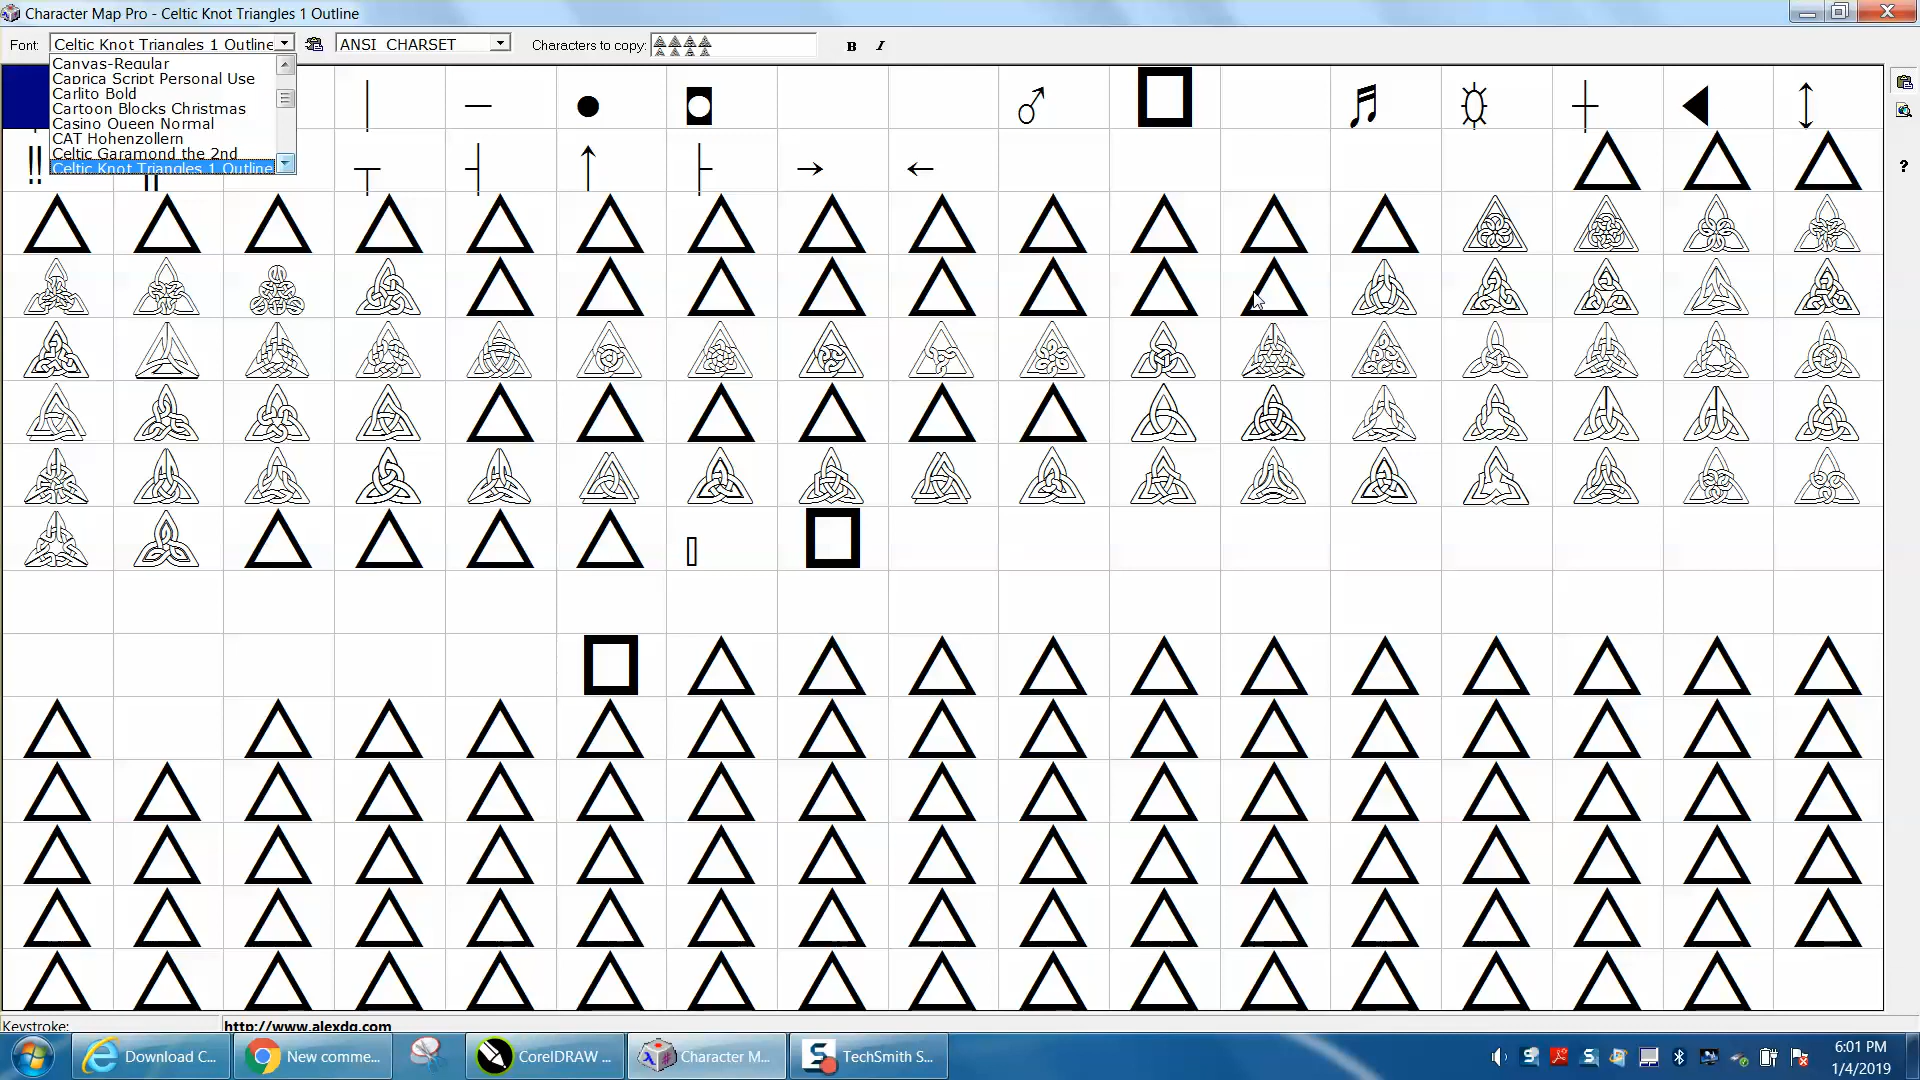 Character Map Pro - Celtic Knot Triangles 1 Outline
Font: Celtic Knot Triangles 1 Outline ANSI_CHARSET Characters to copy: B I
Canvas-Regular
Caprica Script Personal Use
Carlito Bold
Cartoon Blocks Christmas
Casino Queen Normal
CAT Hohenzollern
Celtic Garamond the 2nd
Celtic Knot Triangles 1 Outline
Keystroke: http://www.alexdg.com
Download C... New comme... CorelDRAW ... Character M... TechSmith S...
6:01 PM
1/4/2019